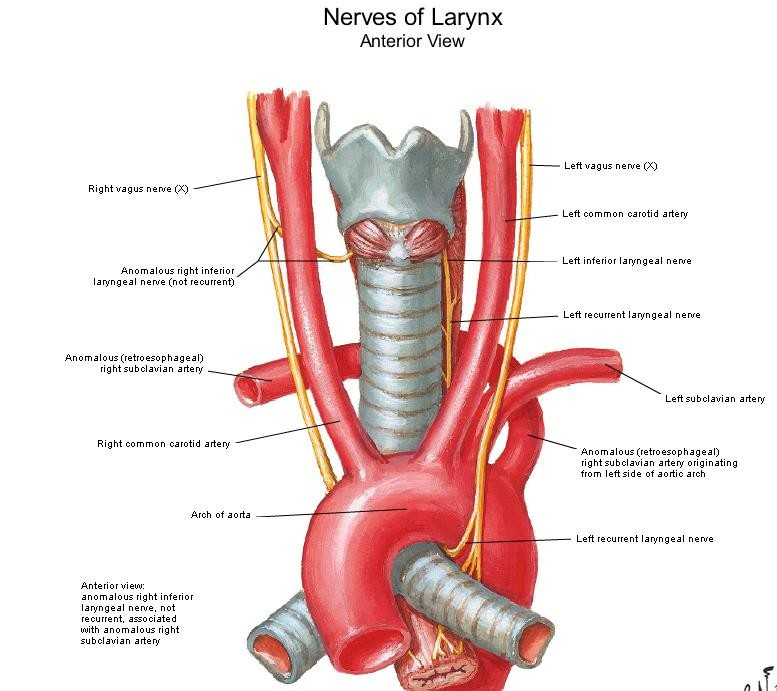 Nerves of Larynx
Anterior View
Right vagus nerve (X)
Anomalous right inferior
laryngeal nerve (not recurrent)
Anomalous (retroesophageal)
right subclavian artery
Right common carotid artery
Arch of aorta
Anterior view:
anomalous right inferior
laryngeal nerve, not
recurrent, associated
with anomalous right
subclavian artery
Left vagus nerve (X)
Left common carotid artery
Left inferior laryngeal nerve
Left recurrent laryngeal nerve
Left subclavian artery
Anomalous (retroesophageal)
right subclavian artery originating
from left side of aortic arch
Left recurrent laryngeal nerve